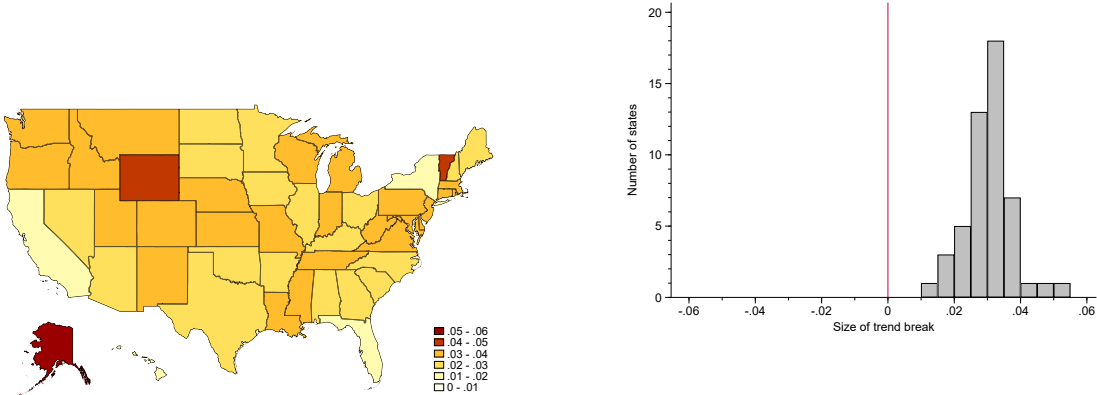 .05 - .06
.04 - .05
.03 - .04
.02 - .03
.01 - .02
0 - .01
20
15
10
5
0
Number of states
-.06
-.04
-.02
0
.02
.04
.06
Size of trend break